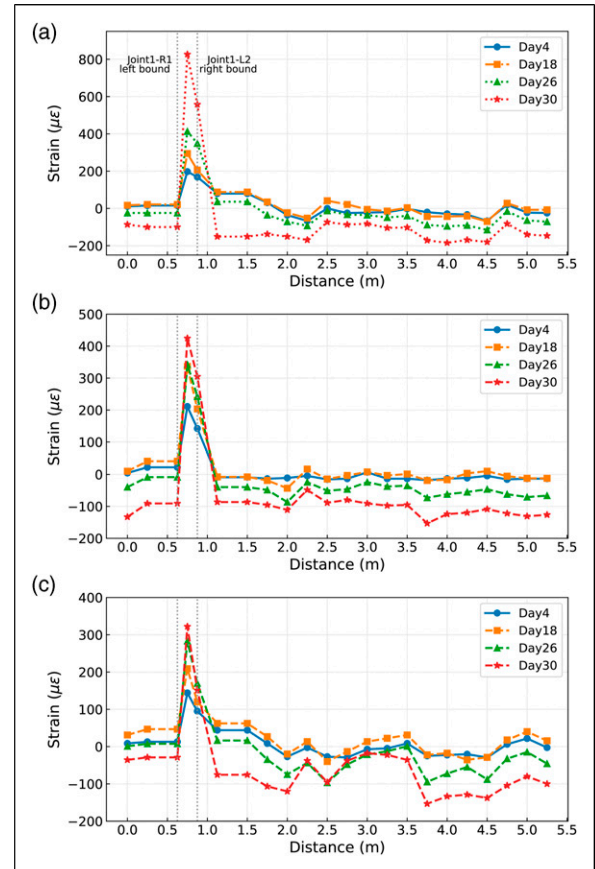 (a)
800
600
400
200
0
−200
Strain (με)
Joint1-R1 Joint1-L2
left bound right bound
Day4
Day18
Day26
Day30
0.0 0.5 1.0 1.5 2.0 2.5 3.0 3.5 4.0 4.5 5.0 5.5
Distance (m)
(b)
500
400
300
200
100
0
−100
−200
Strain (με)
Day4
Day18
Day26
Day30
0.0 0.5 1.0 1.5 2.0 2.5 3.0 3.5 4.0 4.5 5.0 5.5
Distance (m)
(c)
400
300
200
100
0
−100
−200
Strain (με)
Day4
Day18
Day26
Day30
0.0 0.5 1.0 1.5 2.0 2.5 3.0 3.5 4.0 4.5 5.0 5.5
Distance (m)